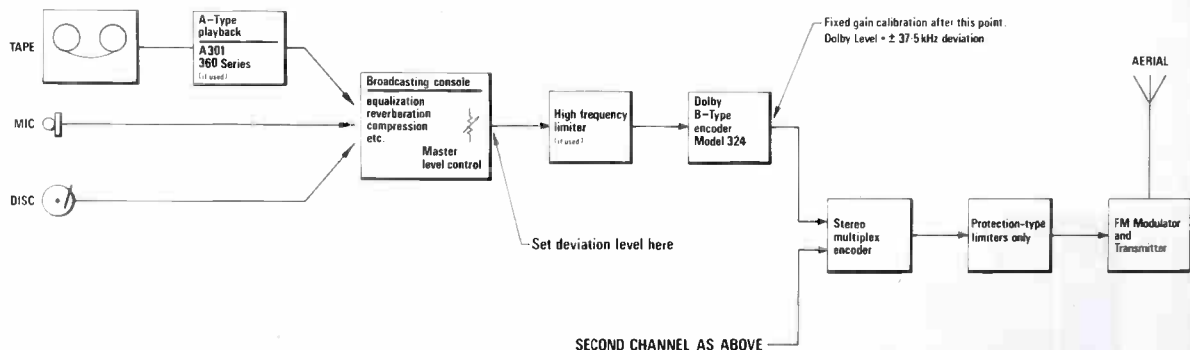 TAPE
A-Type
playback
A301
360 Series
(if used)
MIC
DISC
Broadcasting console
equalization
reverberation
compression
etc.
Master
level control
Set deviation level here
High frequency
limiter
(if used)
Dolby
B-Type
encoder
Model 324
Fixed gain calibration after this point.
Dolby Level = ± 37·5 kHz deviation
Stereo
multiplex
encoder
SECOND CHANNEL AS ABOVE
Protection-type
limiters only
FM Modulator
and
Transmitter
AERIAL